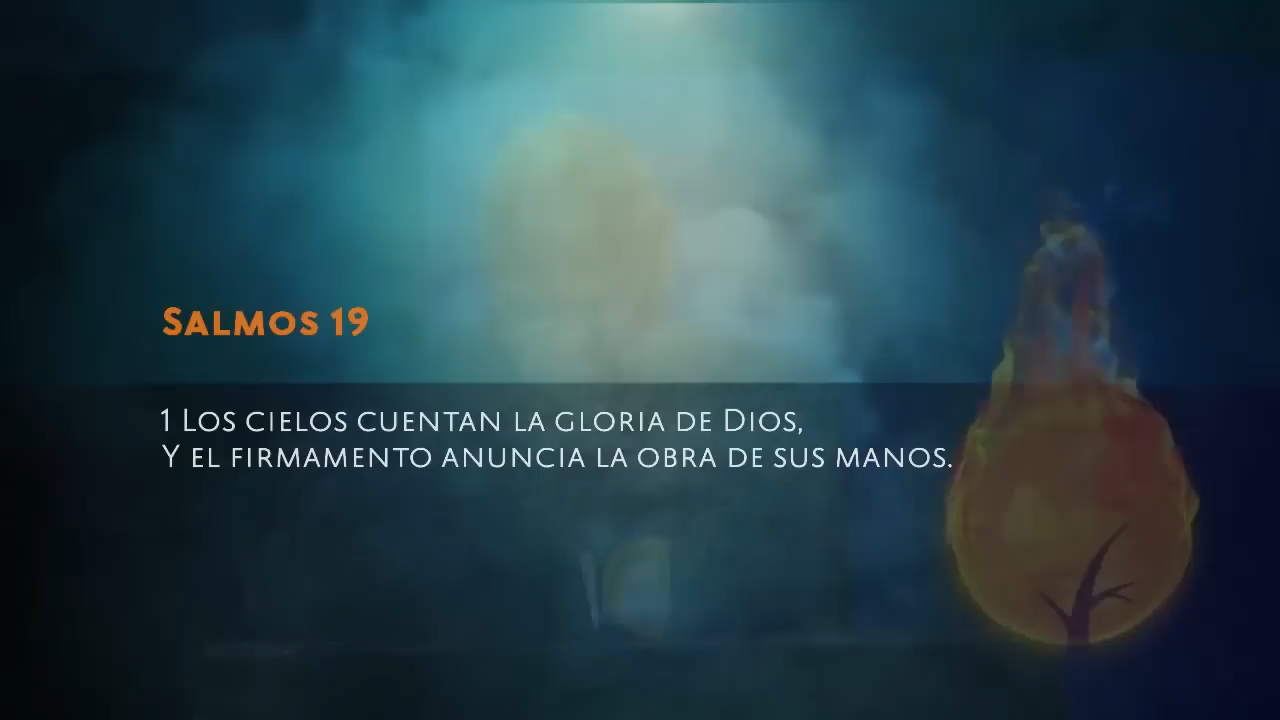 Salmos 19
1 Los cielos cuentan la gloria de Dios,
Y el firmamento anuncia la obra de sus manos.